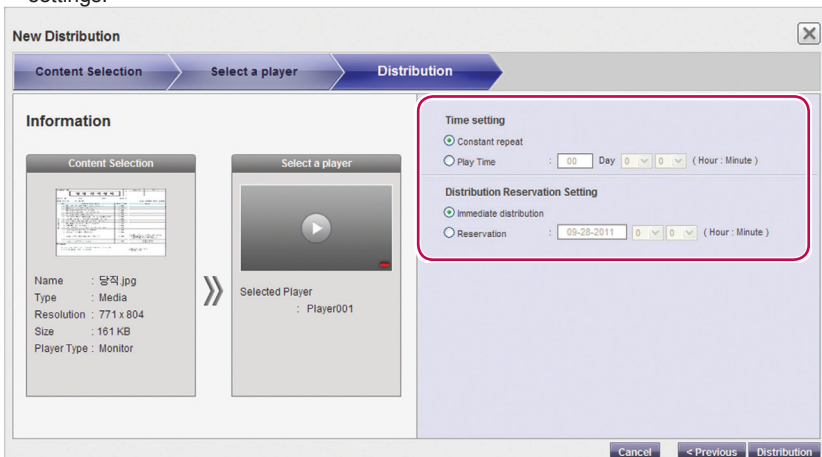 settings.
New Distribution
Content Selection
Select a player
Distribution
Information
Content Selection
Name : 당직.jpg
Type : Media
Resolution : 771 x 804
Size : 161 KB
Player Type : Monitor
Select a player
Selected Player
: Player001
Time setting
Constant repeat
Play Time : 00 Day 0 0 ( Hour : Minute )
Distribution Reservation Setting
Immediate distribution
Reservation : 09-28-2011 0 0 ( Hour : Minute )
Cancel < Previous Distribution